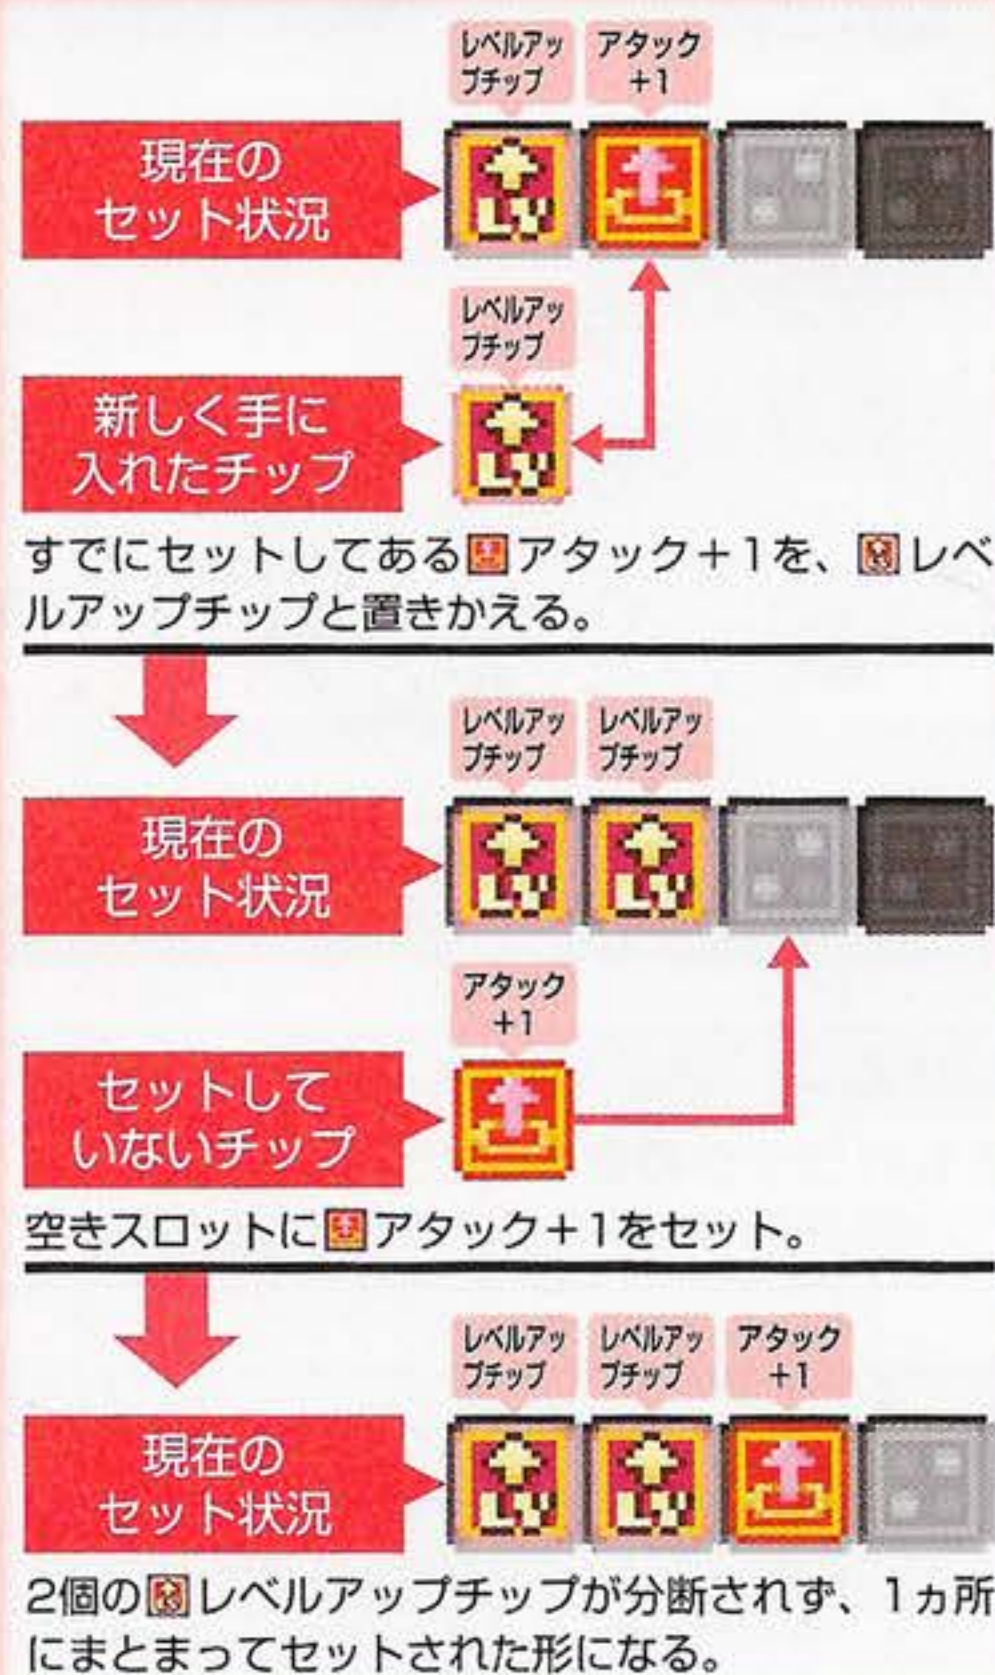 レベルアッ
プチップ
アタック
+1
現在の
セット状況
レベルアッ
プチップ
新しく手に
入れたチップ
LV
LV
すでにセットしてあるアタック+1を、レベ
ルアップチップと置きかえる。
レベルアッ
プチップ
レベルアッ
プチップ
現在の
セット状況
LV
LV
アタック
+1
セットして
いないチップ
空きスロットにアタック+1をセット。
レベルアッ
プチップ
レベルアッ
プチップ
アタック
+1
現在の
セット状況
LV
LV
2個のレベルアップチップが分断されず、1ヵ所
にまとまってセットされた形になる。